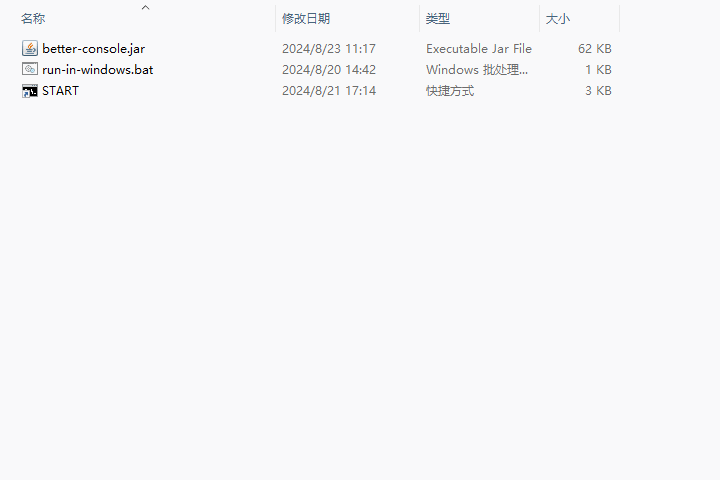 名称 修改日期 类型 大小
better-console.jar 2024/8/23 11:17 Executable Jar File 62 KB
run-in-windows.bat 2024/8/20 14:42 Windows 批处理... 1 KB
START 2024/8/21 17:14 快捷方式 3 KB